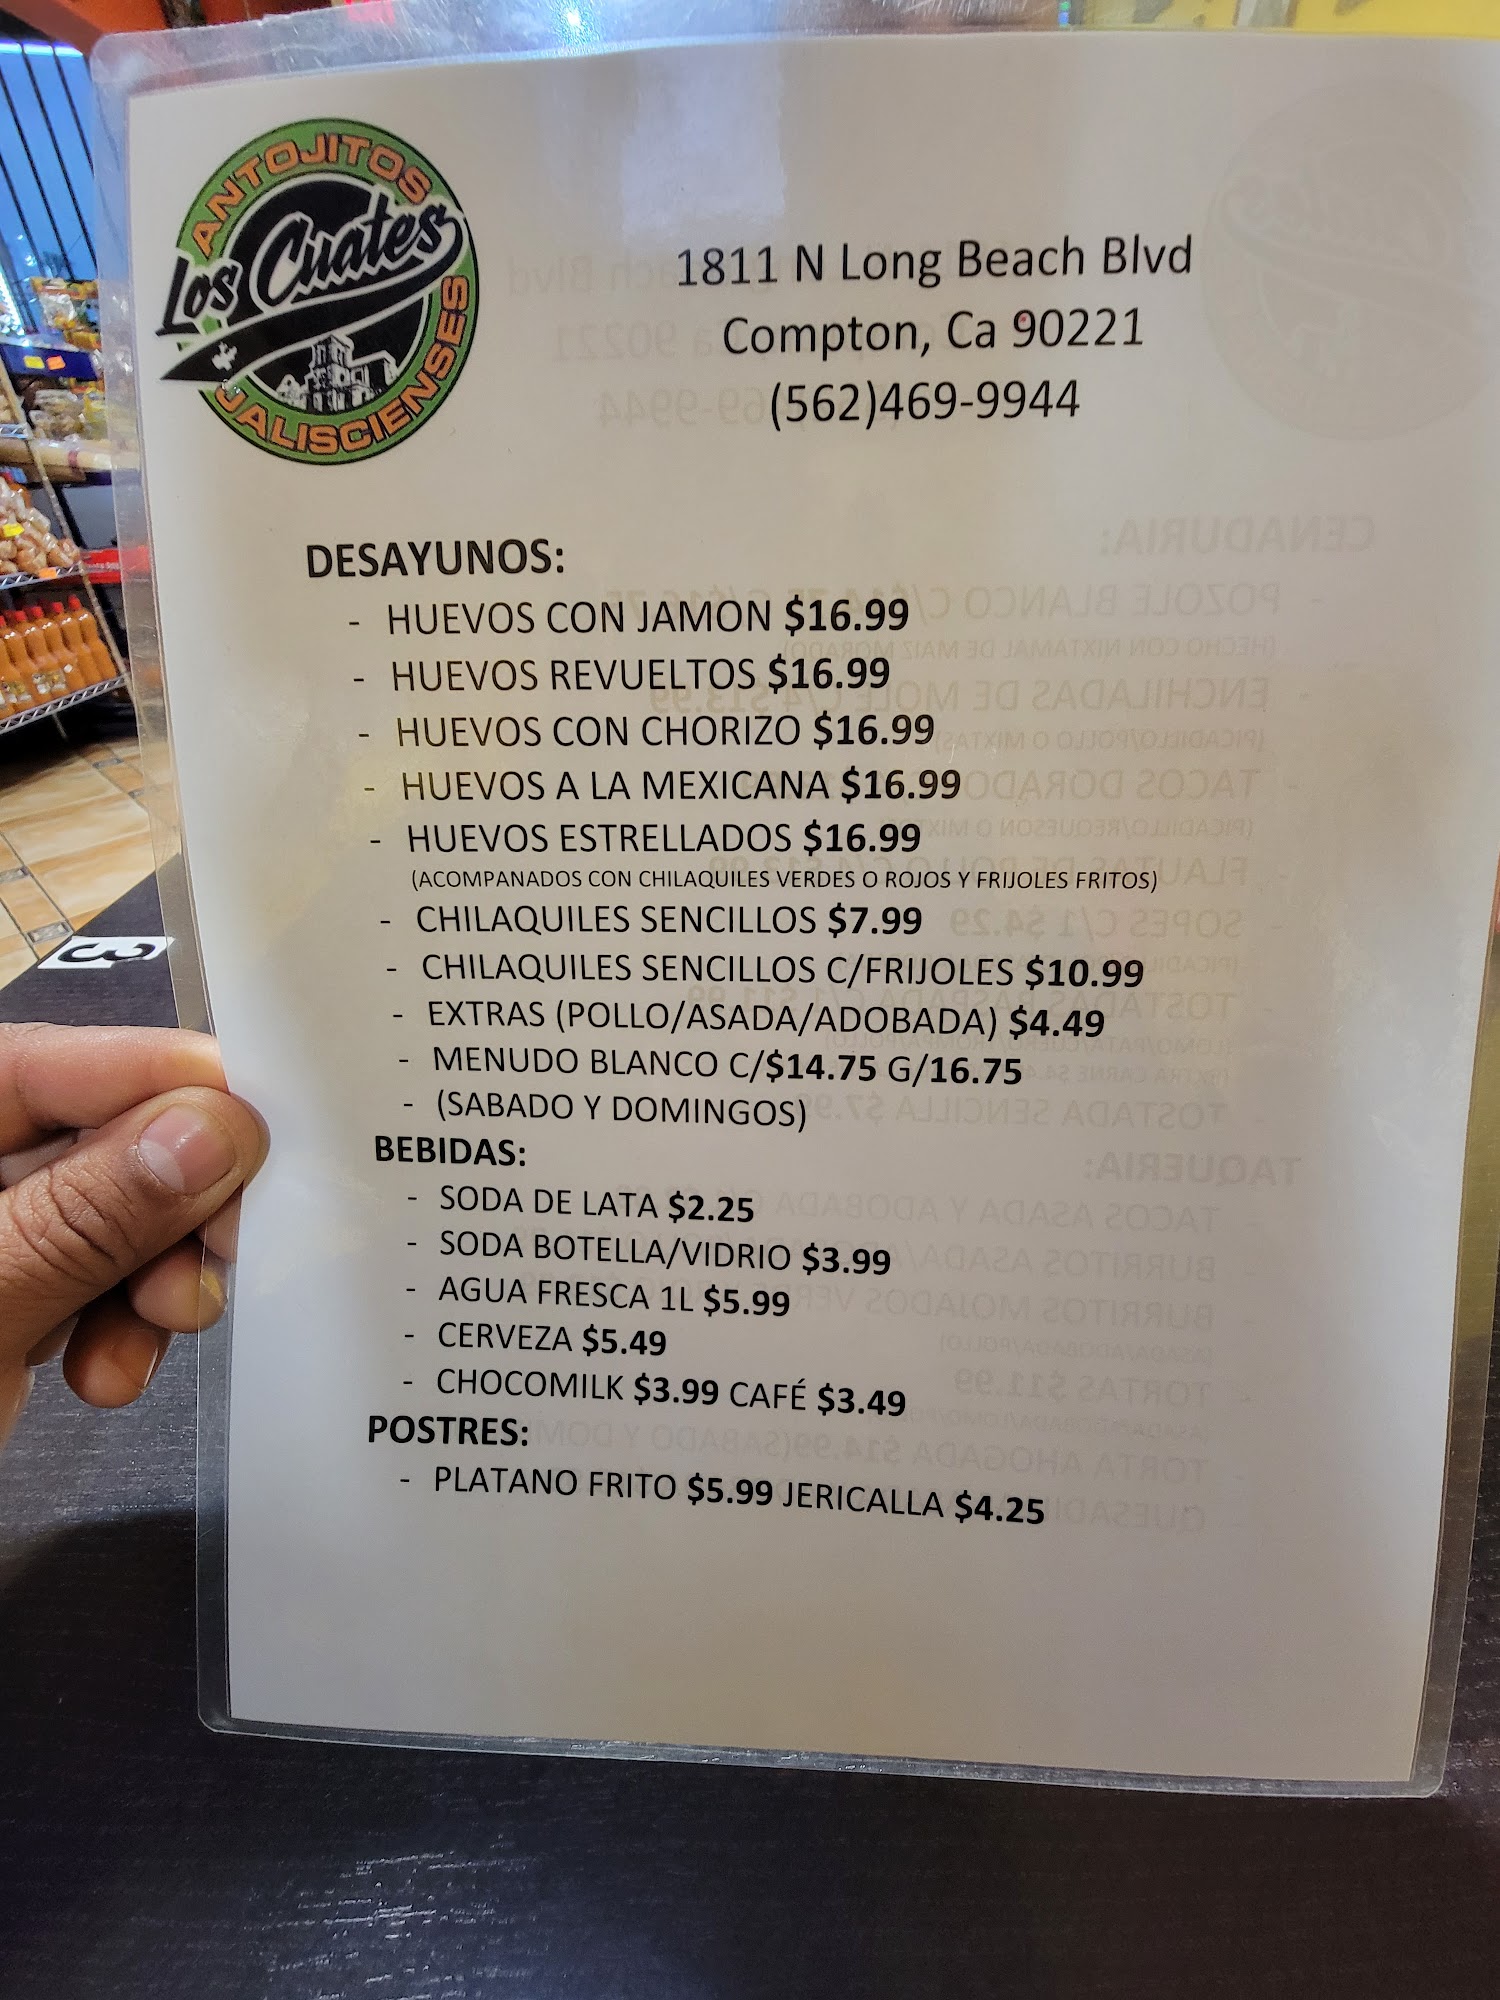 ANTOJITOS
Los Cuates
JALISCIENSES
1811 N Long Beach Blvd
Compton, Ca 90221
(562)469-9944
DESAYUNOS:
- HUEVOS CON JAMON $16.99
- HUEVOS REVUELTOS $16.99
- HUEVOS CON CHORIZO $16.99
- HUEVOS A LA MEXICANA $16.99
- HUEVOS ESTRELLADOS $16.99
(ACOMPANADOS CON CHILAQUILES VERDES O ROJOS Y FRIJOLES FRITOS)
- CHILAQUILES SENCILLOS $7.99
- CHILAQUILES SENCILLOS C/FRIJOLES $10.99
- EXTRAS (POLLO/ASADA/ADOBADA) $4.49
- MENUDO BLANCO C/$14.75 G/16.75
- (SABADO Y DOMINGOS)
BEBIDAS:
- SODA DE LATA $2.25
- SODA BOTELLA/VIDRIO $3.99
- AGUA FRESCA 1L $5.99
- CERVEZA $5.49
- CHOCOMILK $3.99 CAFÉ $3.49
POSTRES:
- PLATANO FRITO $5.99 JERICALLA $4.25
3